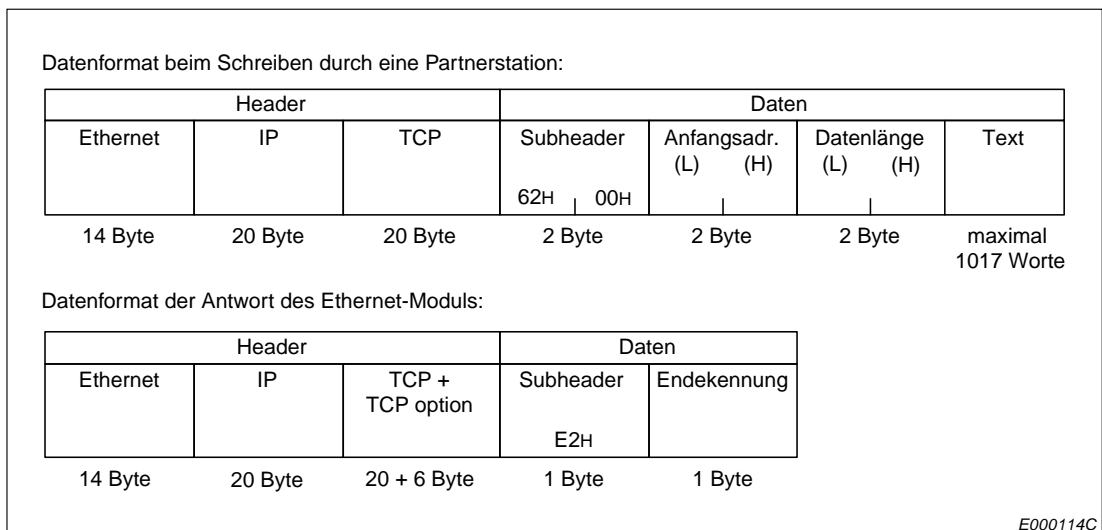 Datenformat beim Schreiben durch eine Partnerstation:
Header Daten
Ethernet IP TCP Subheader Anfangsadr. Datenlänge Text
(L) (H) (L) (H)
62H 00H
14 Byte 20 Byte 20 Byte 2 Byte 2 Byte 2 Byte maximal
1017 Worte
Datenformat der Antwort des Ethernet-Moduls:
Header Daten
Ethernet IP TCP + Subheader Endekennung
TCP option
E2H
14 Byte 20 Byte 20 + 6 Byte 1 Byte 1 Byte
E000114C